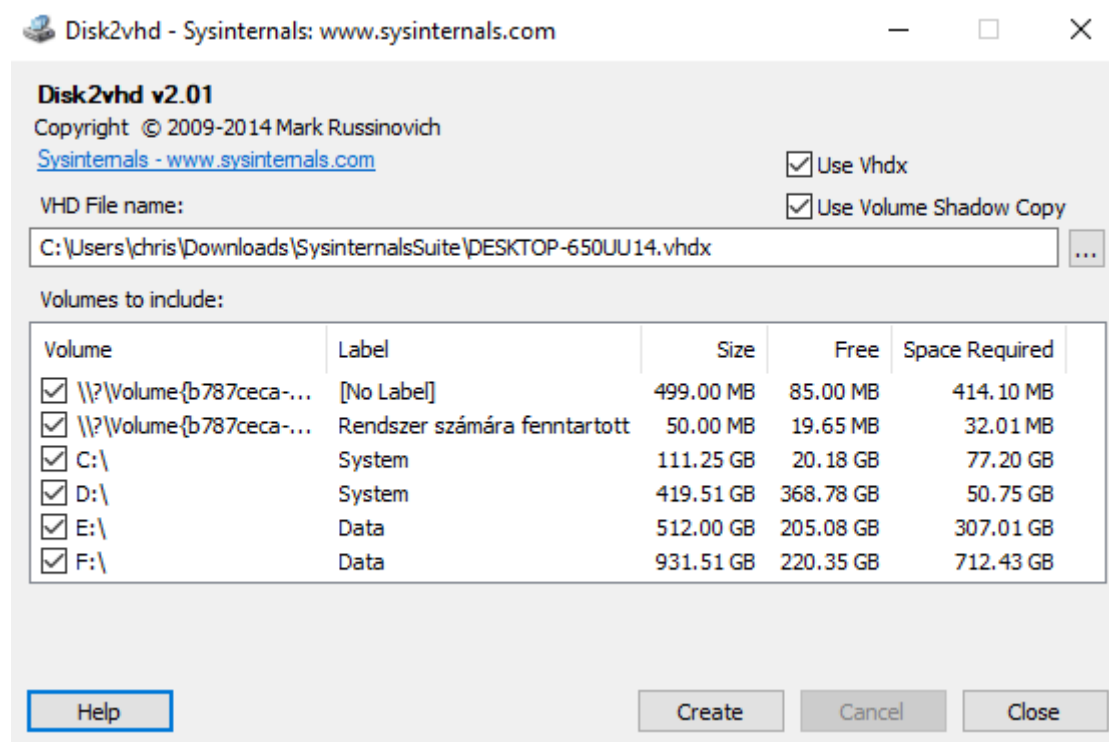 Disk2vhd - Sysinternals: www.sysinternals.com
Disk2vhd v2.01
Copyright © 2009-2014 Mark Russinovich
Sysinternals - www.sysinternals.com
Use Vhdx
VHD File name:
Use Volume Shadow Copy
C:\Users\chris\Downloads\SysinternalsSuite\DESKTOP-650UU14.vhdx
...
Volumes to include:
Volume Label Size Free Space Required
\\?\Volume{b787ceca-... [No Label] 499.00 MB 85.00 MB 414.10 MB
\\?\Volume{b787ceca-... Rendszer számára fenntartott 50.00 MB 19.65 MB 32.01 MB
C:\ System 111.25 GB 20.18 GB 77.20 GB
D:\ System 419.51 GB 368.78 GB 50.75 GB
E:\ Data 512.00 GB 205.08 GB 307.01 GB
F:\ Data 931.51 GB 220.35 GB 712.43 GB
Help Create Cancel Close